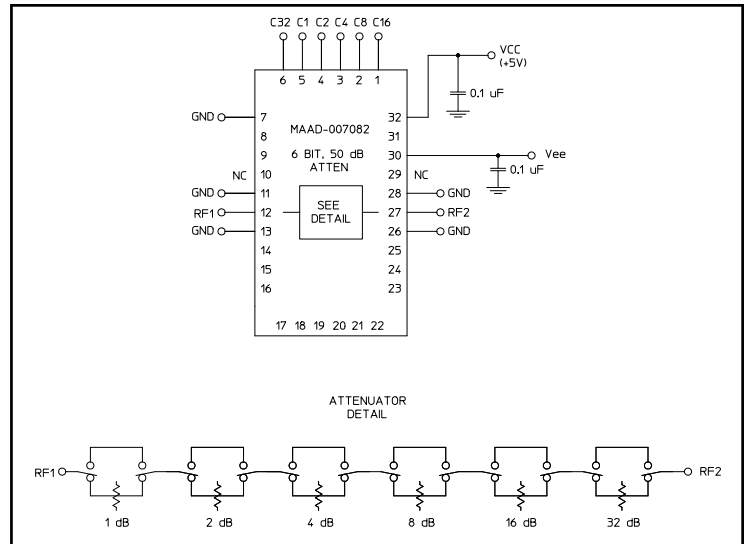 C32 C1 C2 C4 C8 C16
6 5 4 3 2 1
VCC
(+5V)
0.1 uF
GND 7 32
MAAD-007082
8 31
9 6 BIT, 50 dB 30 Vee
ATTEN
0.1 uF
NC 10 29 NC
GND 11 28 GND
RF1 12 SEE 27 RF2
DETAIL
GND 13 26 GND
14 25
15 24
16 23
17 18 19 20 21 22
ATTENUATOR
DETAIL
RF1 RF2
1 dB 2 dB 4 dB 8 dB 16 dB 32 dB